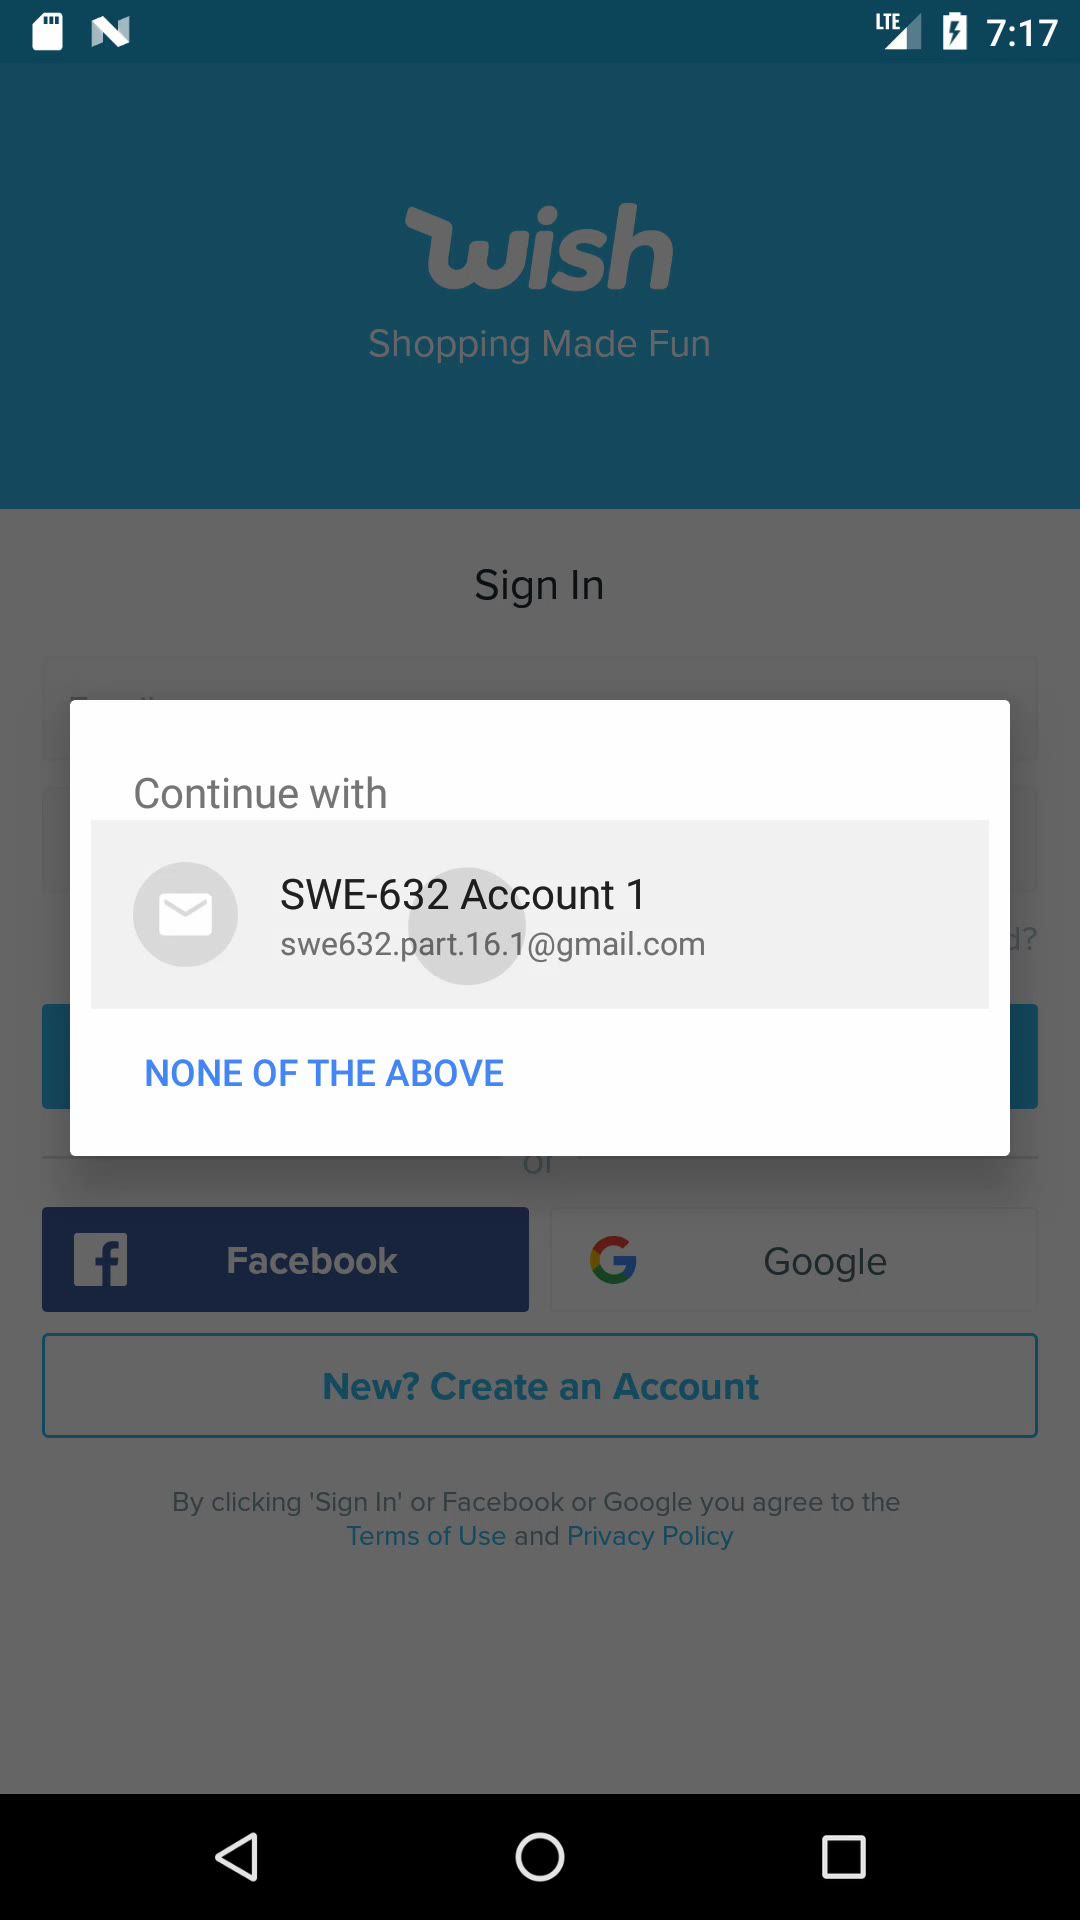 LTE 7:17
wish
Shopping Made Fun
Sign In
Continue with
SWE-632 Account 1
swe632.part.16.1@gmail.com
d?
NONE OF THE ABOVE
or
Facebook
Google
New? Create an Account
By clicking 'Sign In' or Facebook or Google you agree to the
Terms of Use and Privacy Policy